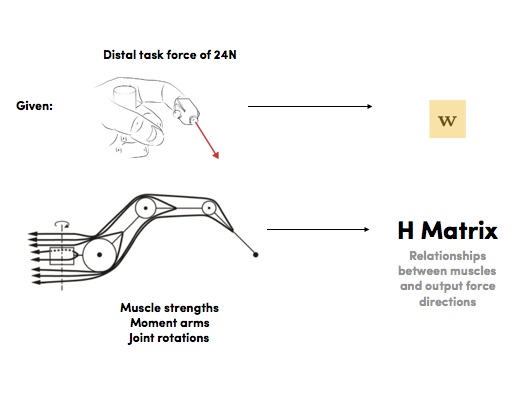 Distal task force of 24N
Given:
w
H Matrix
Relationships
between muscles
and output force
directions
Muscle strengths
Moment arms
Joint rotations